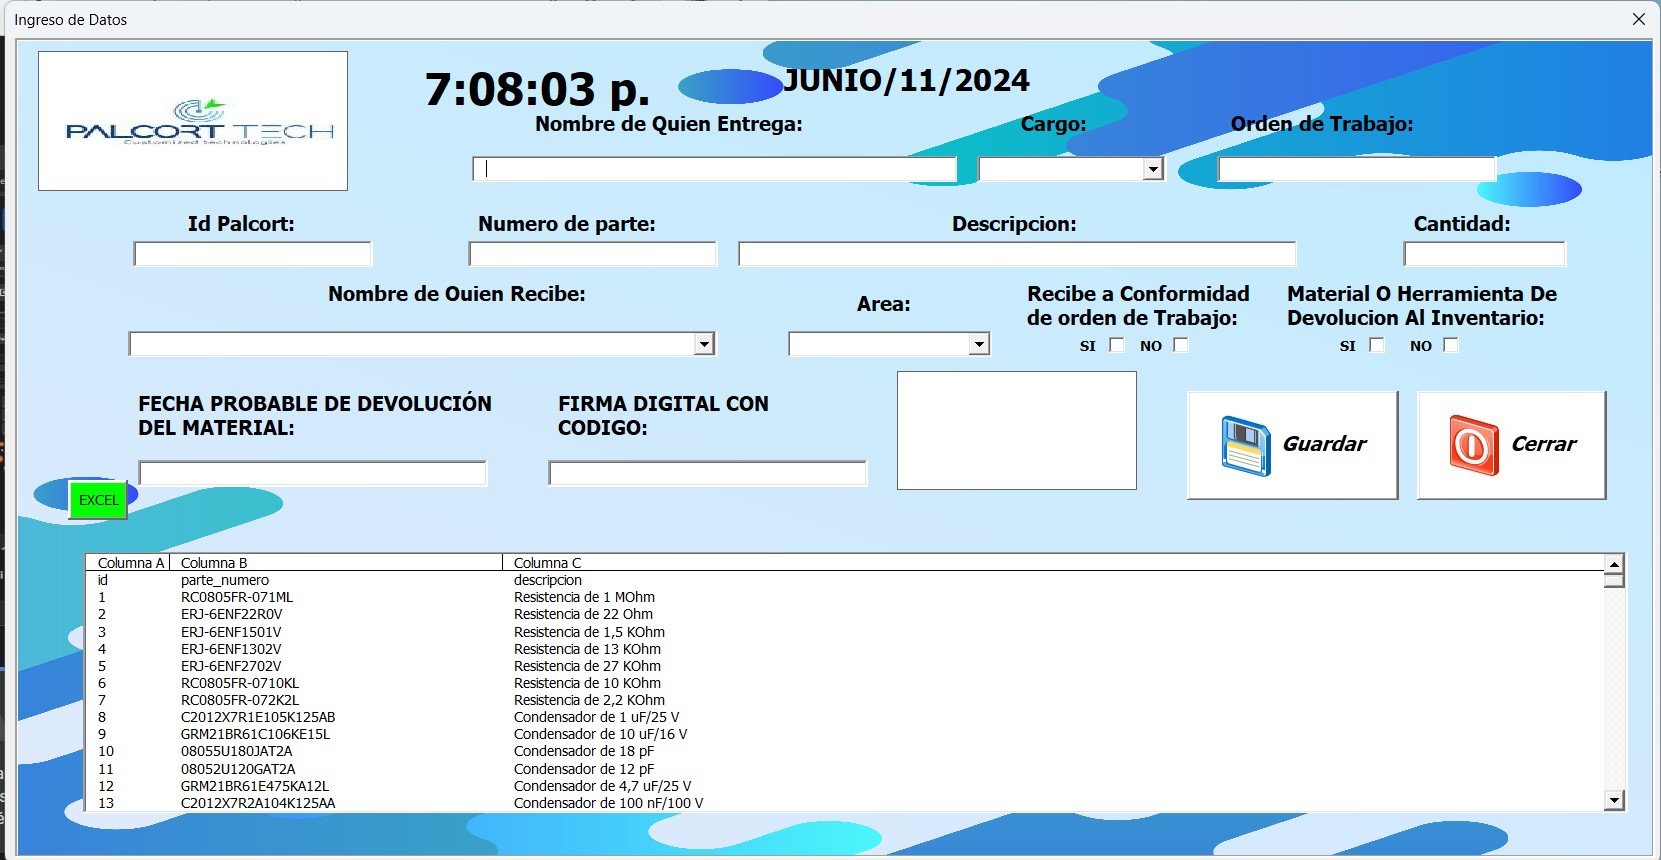 Ingreso de Datos
PALCORT TECH
Customized technologies
7:08:03 p.
JUNIO/11/2024
Nombre de Quien Entrega:
Cargo:
Orden de Trabajo:
Id Palcort:
Numero de parte:
Descripcion:
Cantidad:
Nombre de Quien Recibe:
Area:
Recibe a Conformidad
de orden de Trabajo:
SI NO
Material O Herramienta De
Devolucion Al Inventario:
SI NO
FECHA PROBABLE DE DEVOLUCIÓN
DEL MATERIAL:
FIRMA DIGITAL CON
CODIGO:
Guardar
Cerrar
EXCEL
Columna A Columna B Columna C
id parte_numero descripcion
1 RC0805FR-071ML Resistencia de 1 MOhm
2 ERJ-6ENF22R0V Resistencia de 22 Ohm
3 ERJ-6ENF1501V Resistencia de 1,5 KOhm
4 ERJ-6ENF1302V Resistencia de 13 KOhm
5 ERJ-6ENF2702V Resistencia de 27 KOhm
6 RC0805FR-0710KL Resistencia de 10 KOhm
7 RC0805FR-072K2L Resistencia de 2,2 KOhm
8 C2012X7R1E105K125AB Condensador de 1 uF/25 V
9 GRM21BR61C106KE15L Condensador de 10 uF/16 V
10 08055U180JAT2A Condensador de 18 pF
11 08052U120GAT2A Condensador de 12 pF
12 GRM21BR61E475KA12L Condensador de 4,7 uF/25 V
13 C2012X7R2A104K125AA Condensador de 100 nF/100 V